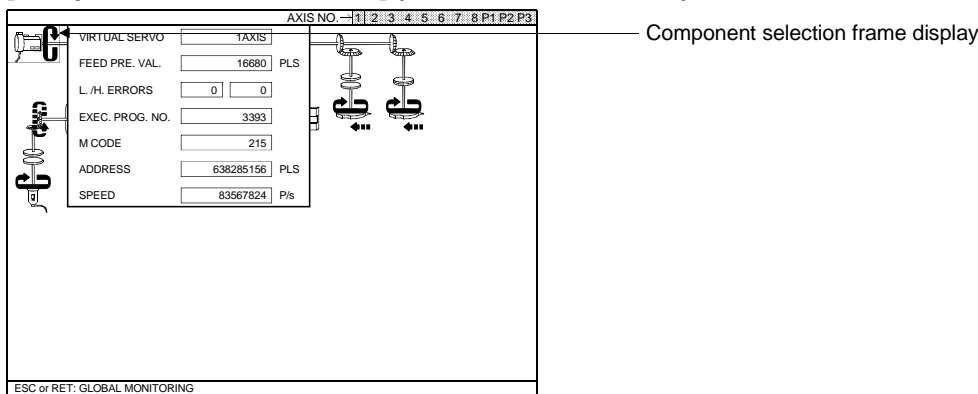 AXIS NO.→ 1 2 3 4 5 6 7 8 P1 P2 P3
Component selection frame display
VIRTUAL SERVO 1AXIS
FEED PRE. VAL. 16680 PLS
L. /H. ERRORS 0 0
EXEC. PROG. NO. 3393
M CODE 215
ADDRESS 638285156 PLS
SPEED 83567824 P/s
ESC or RET: GLOBAL MONITORING